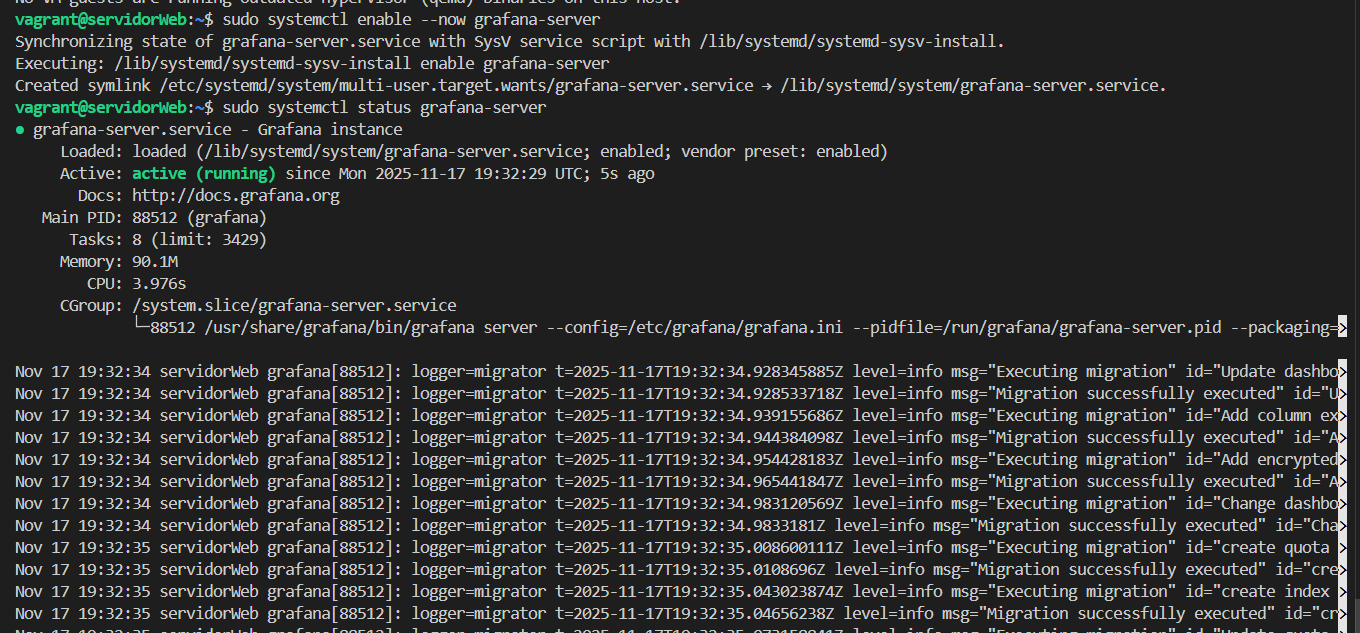 No VM guests are running outdated hypervisor (qemu) binaries on this host.
vagrant@servidorWeb:~$ sudo systemctl enable --now grafana-server
Synchronizing state of grafana-server.service with SysV service script with /lib/systemd/systemd-sysv-install.
Executing: /lib/systemd/systemd-sysv-install enable grafana-server
Created symlink /etc/systemd/system/multi-user.target.wants/grafana-server.service → /lib/systemd/system/grafana-server.service.
vagrant@servidorWeb:~$ sudo systemctl status grafana-server
● grafana-server.service - Grafana instance
Loaded: loaded (/lib/systemd/system/grafana-server.service; enabled; vendor preset: enabled)
Active: active (running) since Mon 2025-11-17 19:32:29 UTC; 5s ago
Docs: http://docs.grafana.org
Main PID: 88512 (grafana)
Tasks: 8 (limit: 3429)
Memory: 90.1M
CPU: 3.976s
CGroup: /system.slice/grafana-server.service
└─88512 /usr/share/grafana/bin/grafana server --config=/etc/grafana/grafana.ini --pidfile=/run/grafana/grafana-server.pid --packaging=>
Nov 17 19:32:34 servidorWeb grafana[88512]: logger=migrator t=2025-11-17T19:32:34.928345885Z level=info msg="Executing migration" id="Update dashbo>
Nov 17 19:32:34 servidorWeb grafana[88512]: logger=migrator t=2025-11-17T19:32:34.928533718Z level=info msg="Migration successfully executed" id="U>
Nov 17 19:32:34 servidorWeb grafana[88512]: logger=migrator t=2025-11-17T19:32:34.939155686Z level=info msg="Executing migration" id="Add column ex>
Nov 17 19:32:34 servidorWeb grafana[88512]: logger=migrator t=2025-11-17T19:32:34.944384098Z level=info msg="Migration successfully executed" id="A>
Nov 17 19:32:34 servidorWeb grafana[88512]: logger=migrator t=2025-11-17T19:32:34.954428183Z level=info msg="Executing migration" id="Add encrypted>
Nov 17 19:32:34 servidorWeb grafana[88512]: logger=migrator t=2025-11-17T19:32:34.965441847Z level=info msg="Migration successfully executed" id="A>
Nov 17 19:32:34 servidorWeb grafana[88512]: logger=migrator t=2025-11-17T19:32:34.983120569Z level=info msg="Executing migration" id="Change dashbo>
Nov 17 19:32:34 servidorWeb grafana[88512]: logger=migrator t=2025-11-17T19:32:34.9833181Z level=info msg="Migration successfully executed" id="Cha>
Nov 17 19:32:35 servidorWeb grafana[88512]: logger=migrator t=2025-11-17T19:32:35.008600111Z level=info msg="Executing migration" id="create quota >
Nov 17 19:32:35 servidorWeb grafana[88512]: logger=migrator t=2025-11-17T19:32:35.0108696Z level=info msg="Migration successfully executed" id="cre>
Nov 17 19:32:35 servidorWeb grafana[88512]: logger=migrator t=2025-11-17T19:32:35.043023874Z level=info msg="Executing migration" id="create index >
Nov 17 19:32:35 servidorWeb grafana[88512]: logger=migrator t=2025-11-17T19:32:35.04656238Z level=info msg="Migration successfully executed" id="cr>